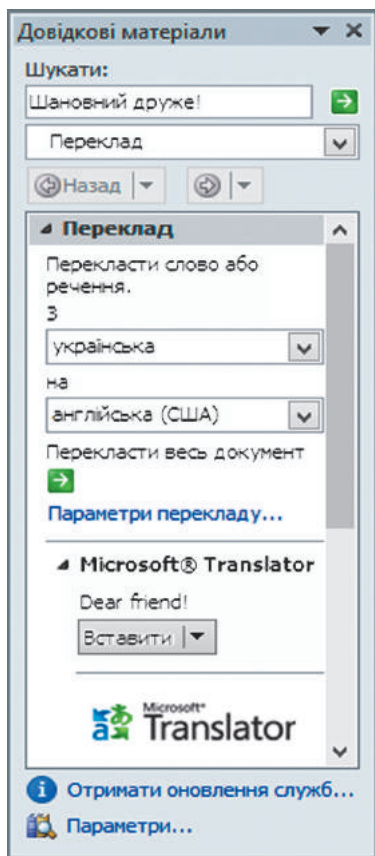 Довідкові матеріали
Шукати:
Шановний друже!
Переклад
Назад
Переклад
Перекласти слово або
речення.
З
українська
на
англійська (США)
Перекласти весь документ
Параметри перекладу...
Microsoft® Translator
Dear friend!
Вставити
Microsoft®
Translator
Отримати оновлення служб...
Параметри...